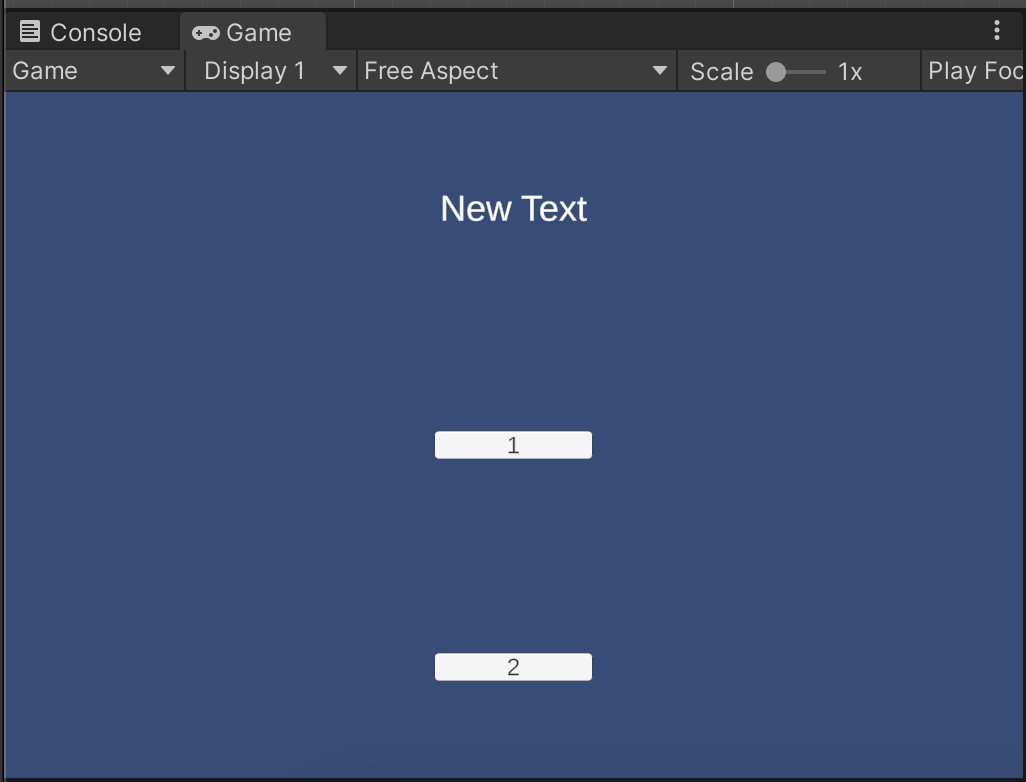 Console Game
Game Display 1 Free Aspect Scale 1x Play Foc
New Text
1
2